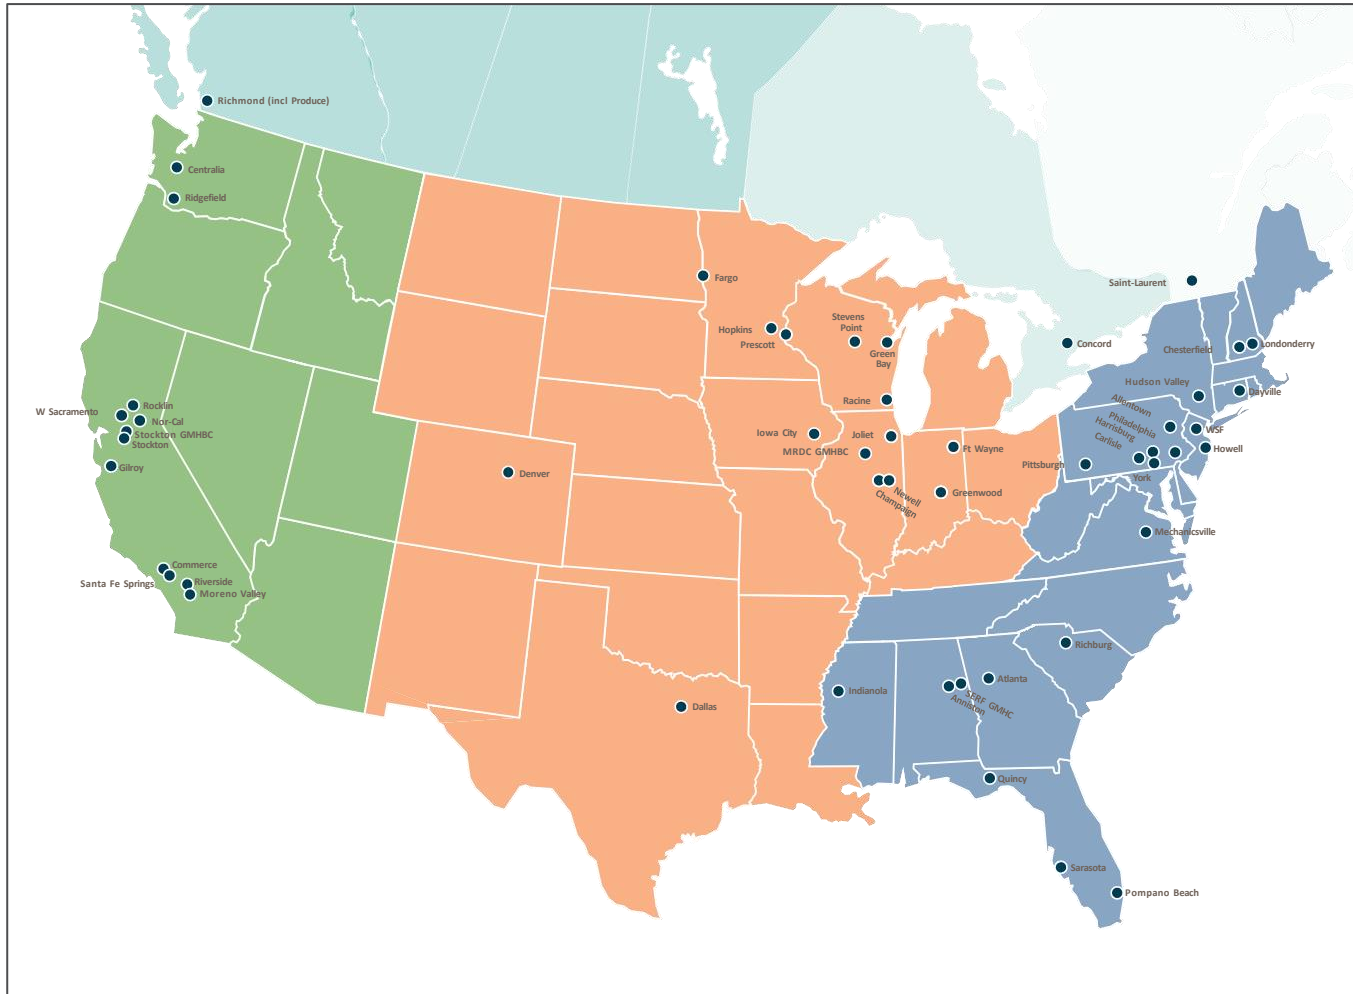 Richmond (incl Produce)
Centralia
Ridgefield
Fargo
Saint-Laurent
Hopkins
Prescott
Stevens
Point
Green
Bay
Concord
Chesterfield
Londonderry
Hudson Valley
Dayville
Allentown
Philadelphia
Harrisburg
Carlisle
WSF
Howell
Pittsburgh
York
Racine
W Sacramento
Rocklin
Nor-Cal
Stockton GMHBC
Stockton
Gilroy
Iowa City
Joliet
MRDC GMHBC
Ft Wayne
Denver
Newell
Champaign
Greenwood
Mechanicsville
Commerce
Santa Fe Springs
Riverside
Moreno Valley
Richburg
Indianola
SERF GMHC
Anniston
Atlanta
Dallas
Quincy
Sarasota
Pompano Beach